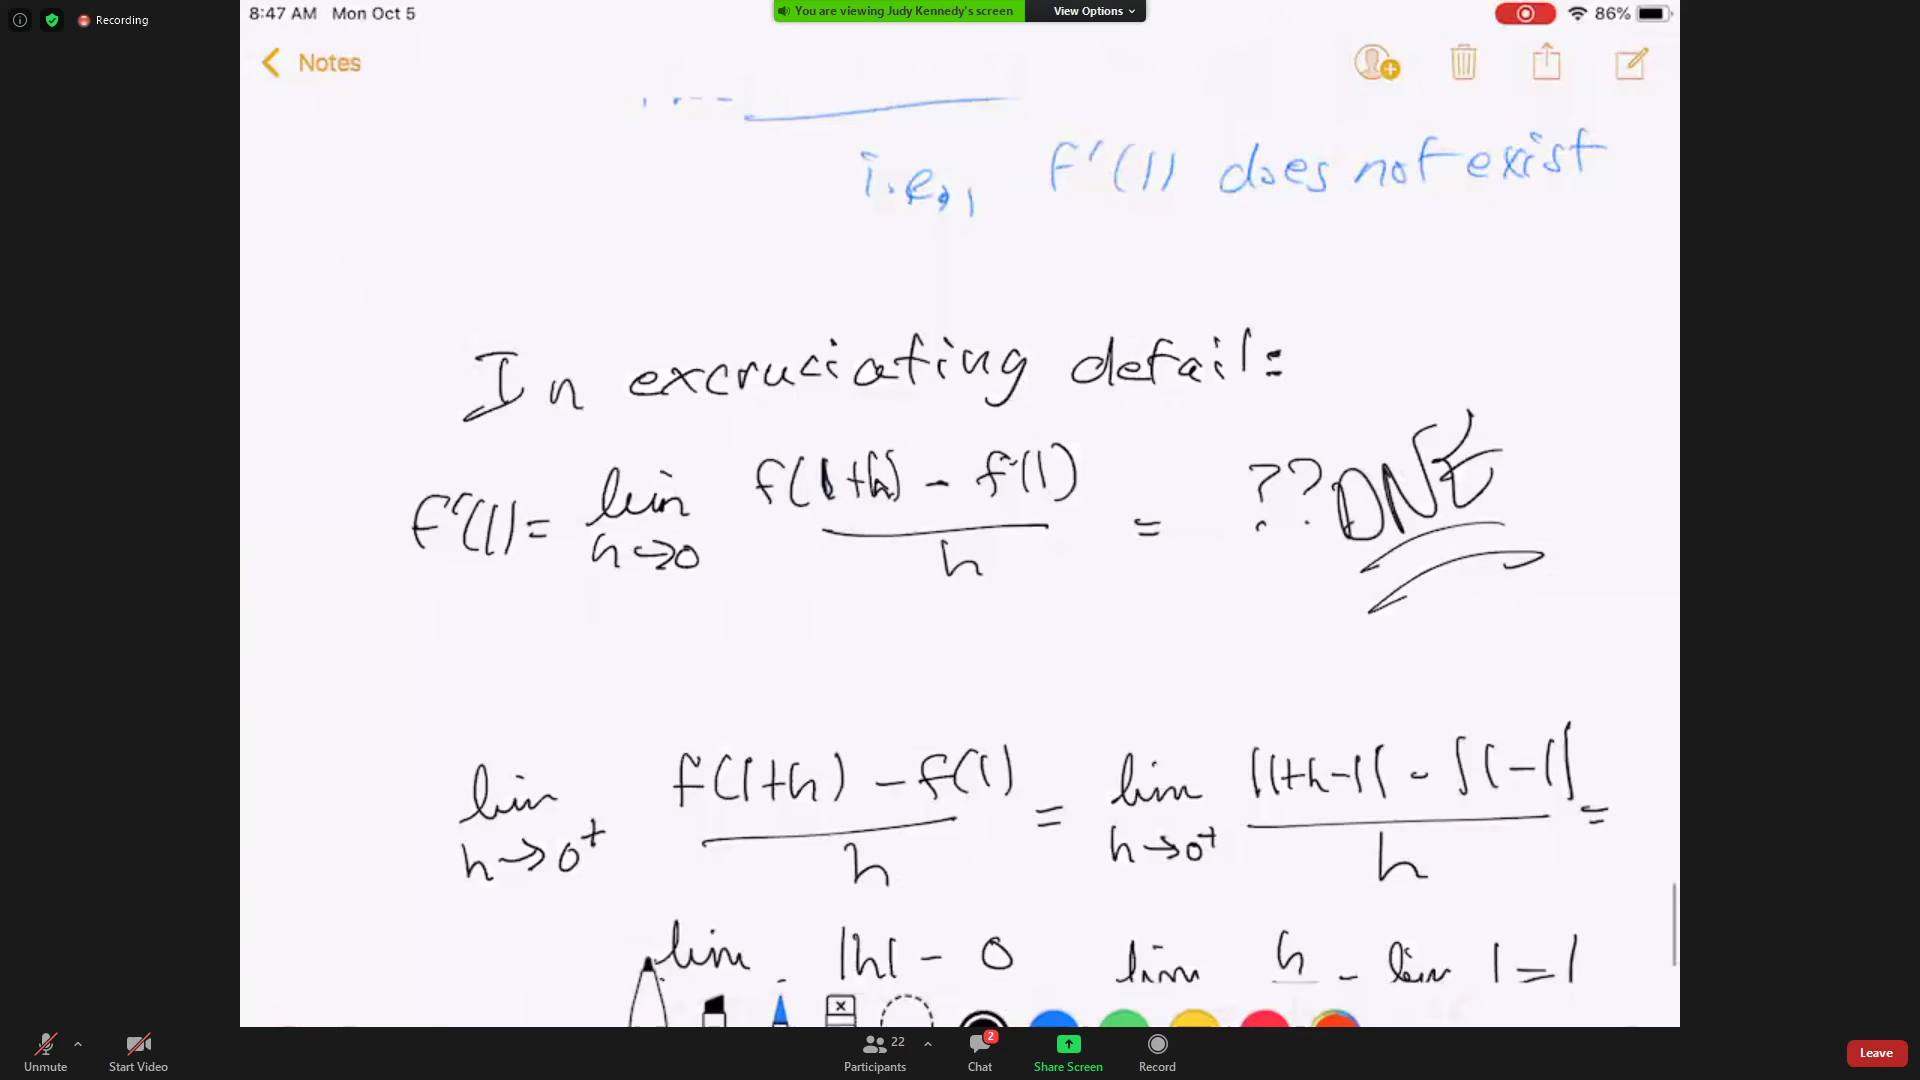 Recording
8:47 AM Mon Oct 5
You are viewing Judy Kennedy's screen View Options
86%
Notes
i.e., f'(1) does not exist
In excruciating detail:
f'(1) = lim h→0 f(1+h) - f(1) / h = ?? DNE
lim h→0⁺ f(1+h) - f(1) / h = lim h→0⁺ |1+h-1| - |1-1| / h =
lim |h| - 0 lim h = lim 1 = 1
Unmute
Start Video
Participants 22
Chat 2
Share Screen
Record
Leave